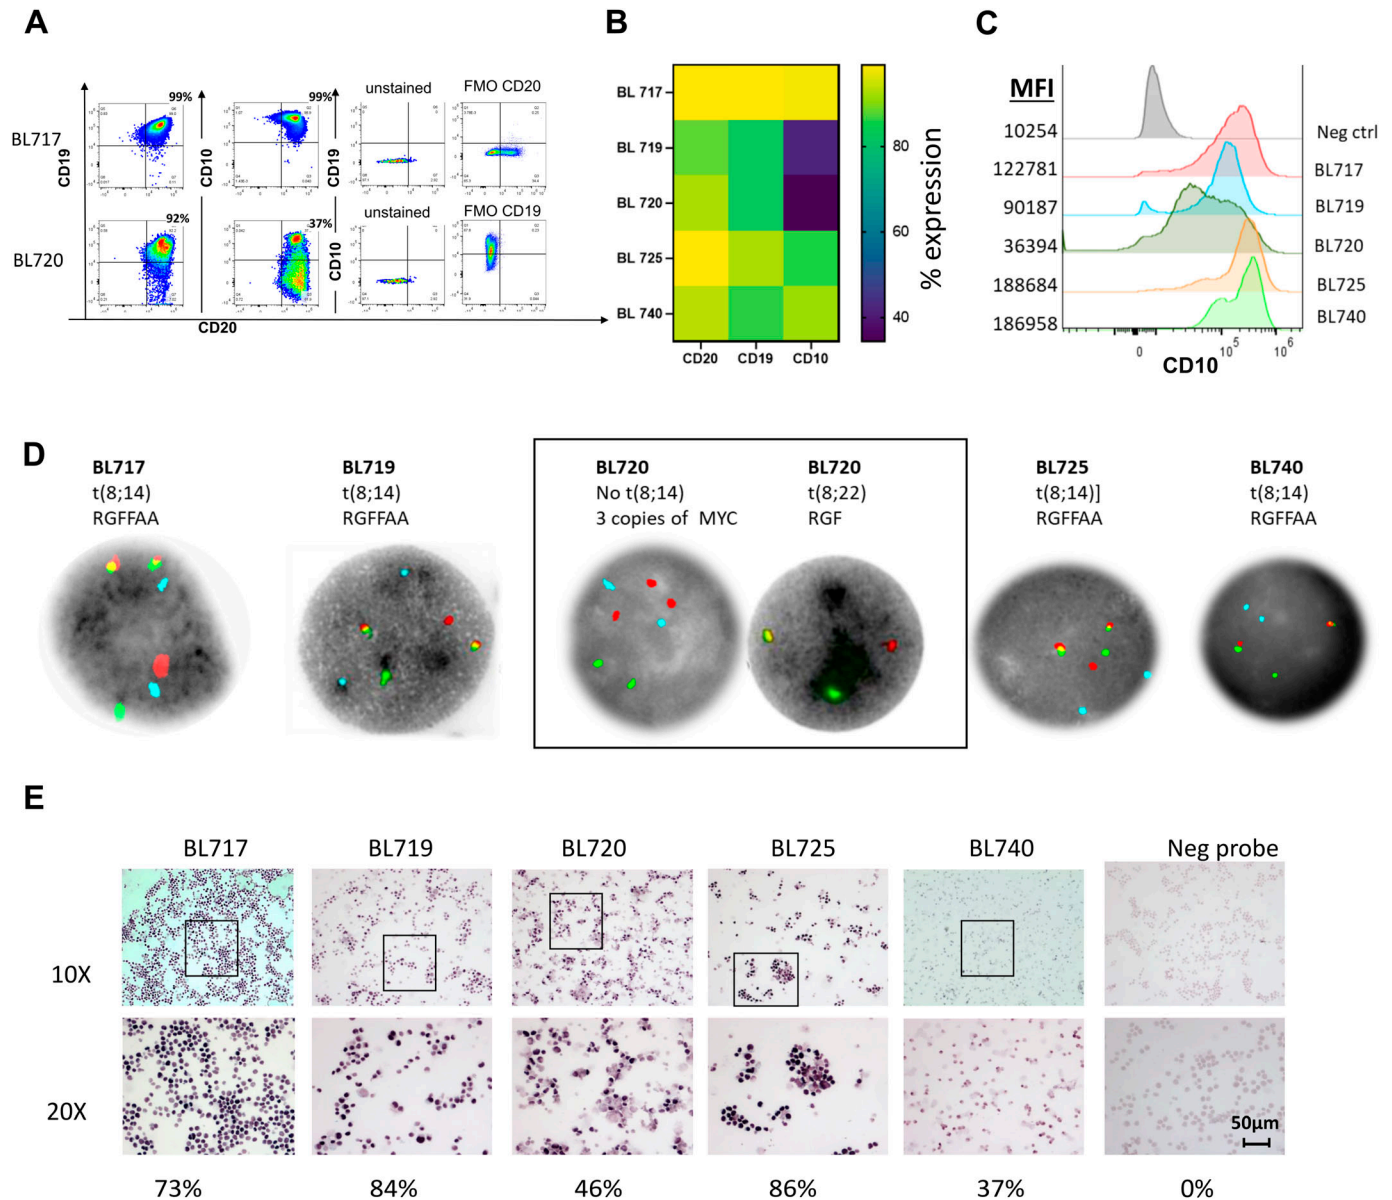 A
B
C
unstained
FMO CD20
99%
99%
BL717
CD19
CD10
CD19
unstained
FMO CD19
92%
37%
BL720
CD10
CD20
BL 717
BL 719
BL 720
BL 725
BL 740
CD20 CD19 CD10
80
60
40
% expression
MFI
10254 Neg ctrl
122781 BL717
90187 BL719
36394 BL720
188684 BL725
186958 BL740
0 10^5 10^6
CD10
D
BL717
t(8;14)
RGFFAA
BL719
t(8;14)
RGFFAA
BL720
No t(8;14)
3 copies of MYC
BL720
t(8;22)
RGF
BL725
t(8;14)]
RGFFAA
BL740
t(8;14)
RGFFAA
E
BL717 BL719 BL720 BL725 BL740 Neg probe
10X
20X
50μm
73% 84% 46% 86% 37% 0%